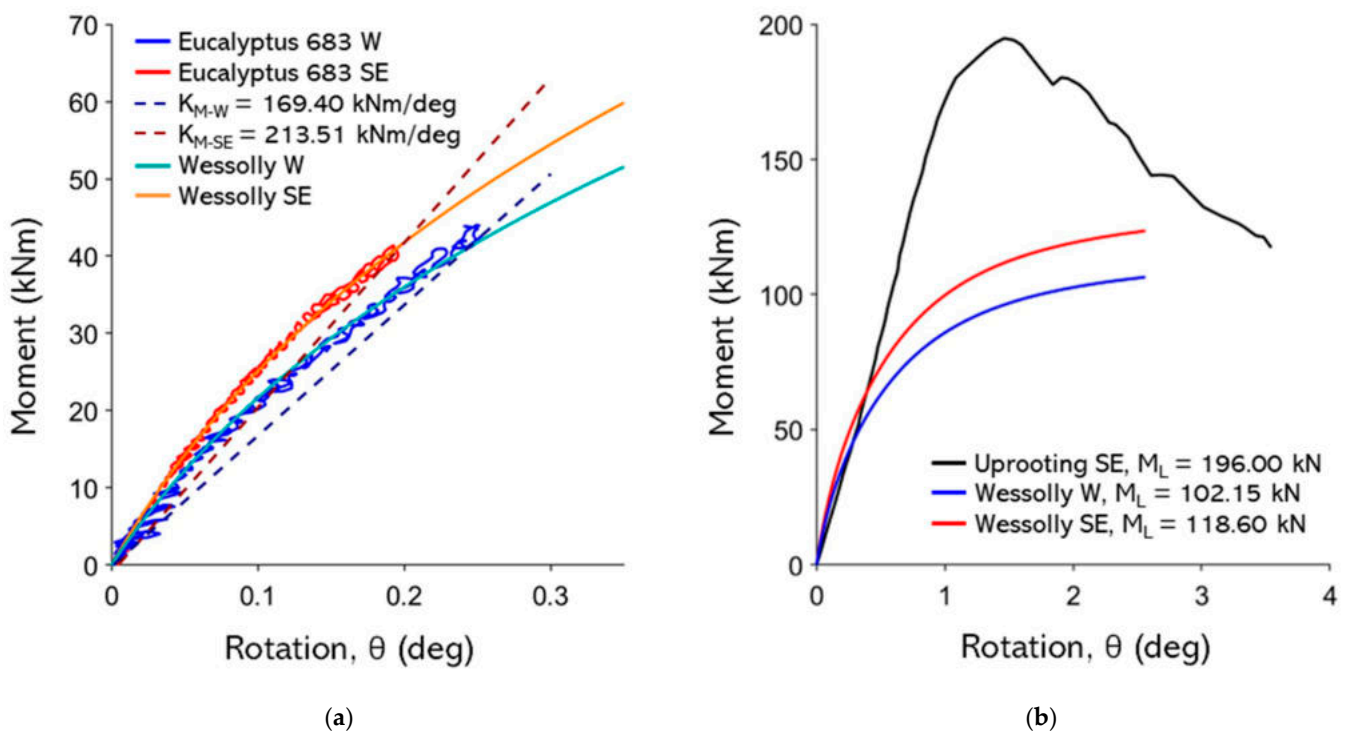 70
60
50
40
30
20
10
0
Moment (kNm)
Eucalyptus 683 W
Eucalyptus 683 SE
K_M-W = 169.40 kNm/deg
K_M-SE = 213.51 kNm/deg
Wessolly W
Wessolly SE
0 0.1 0.2 0.3
Rotation, θ (deg)
(a)
200
150
100
50
0
Moment (kNm)
Uprooting SE, M_L = 196.00 kN
Wessolly W, M_L = 102.15 kN
Wessolly SE, M_L = 118.60 kN
0 1 2 3 4
Rotation, θ (deg)
(b)